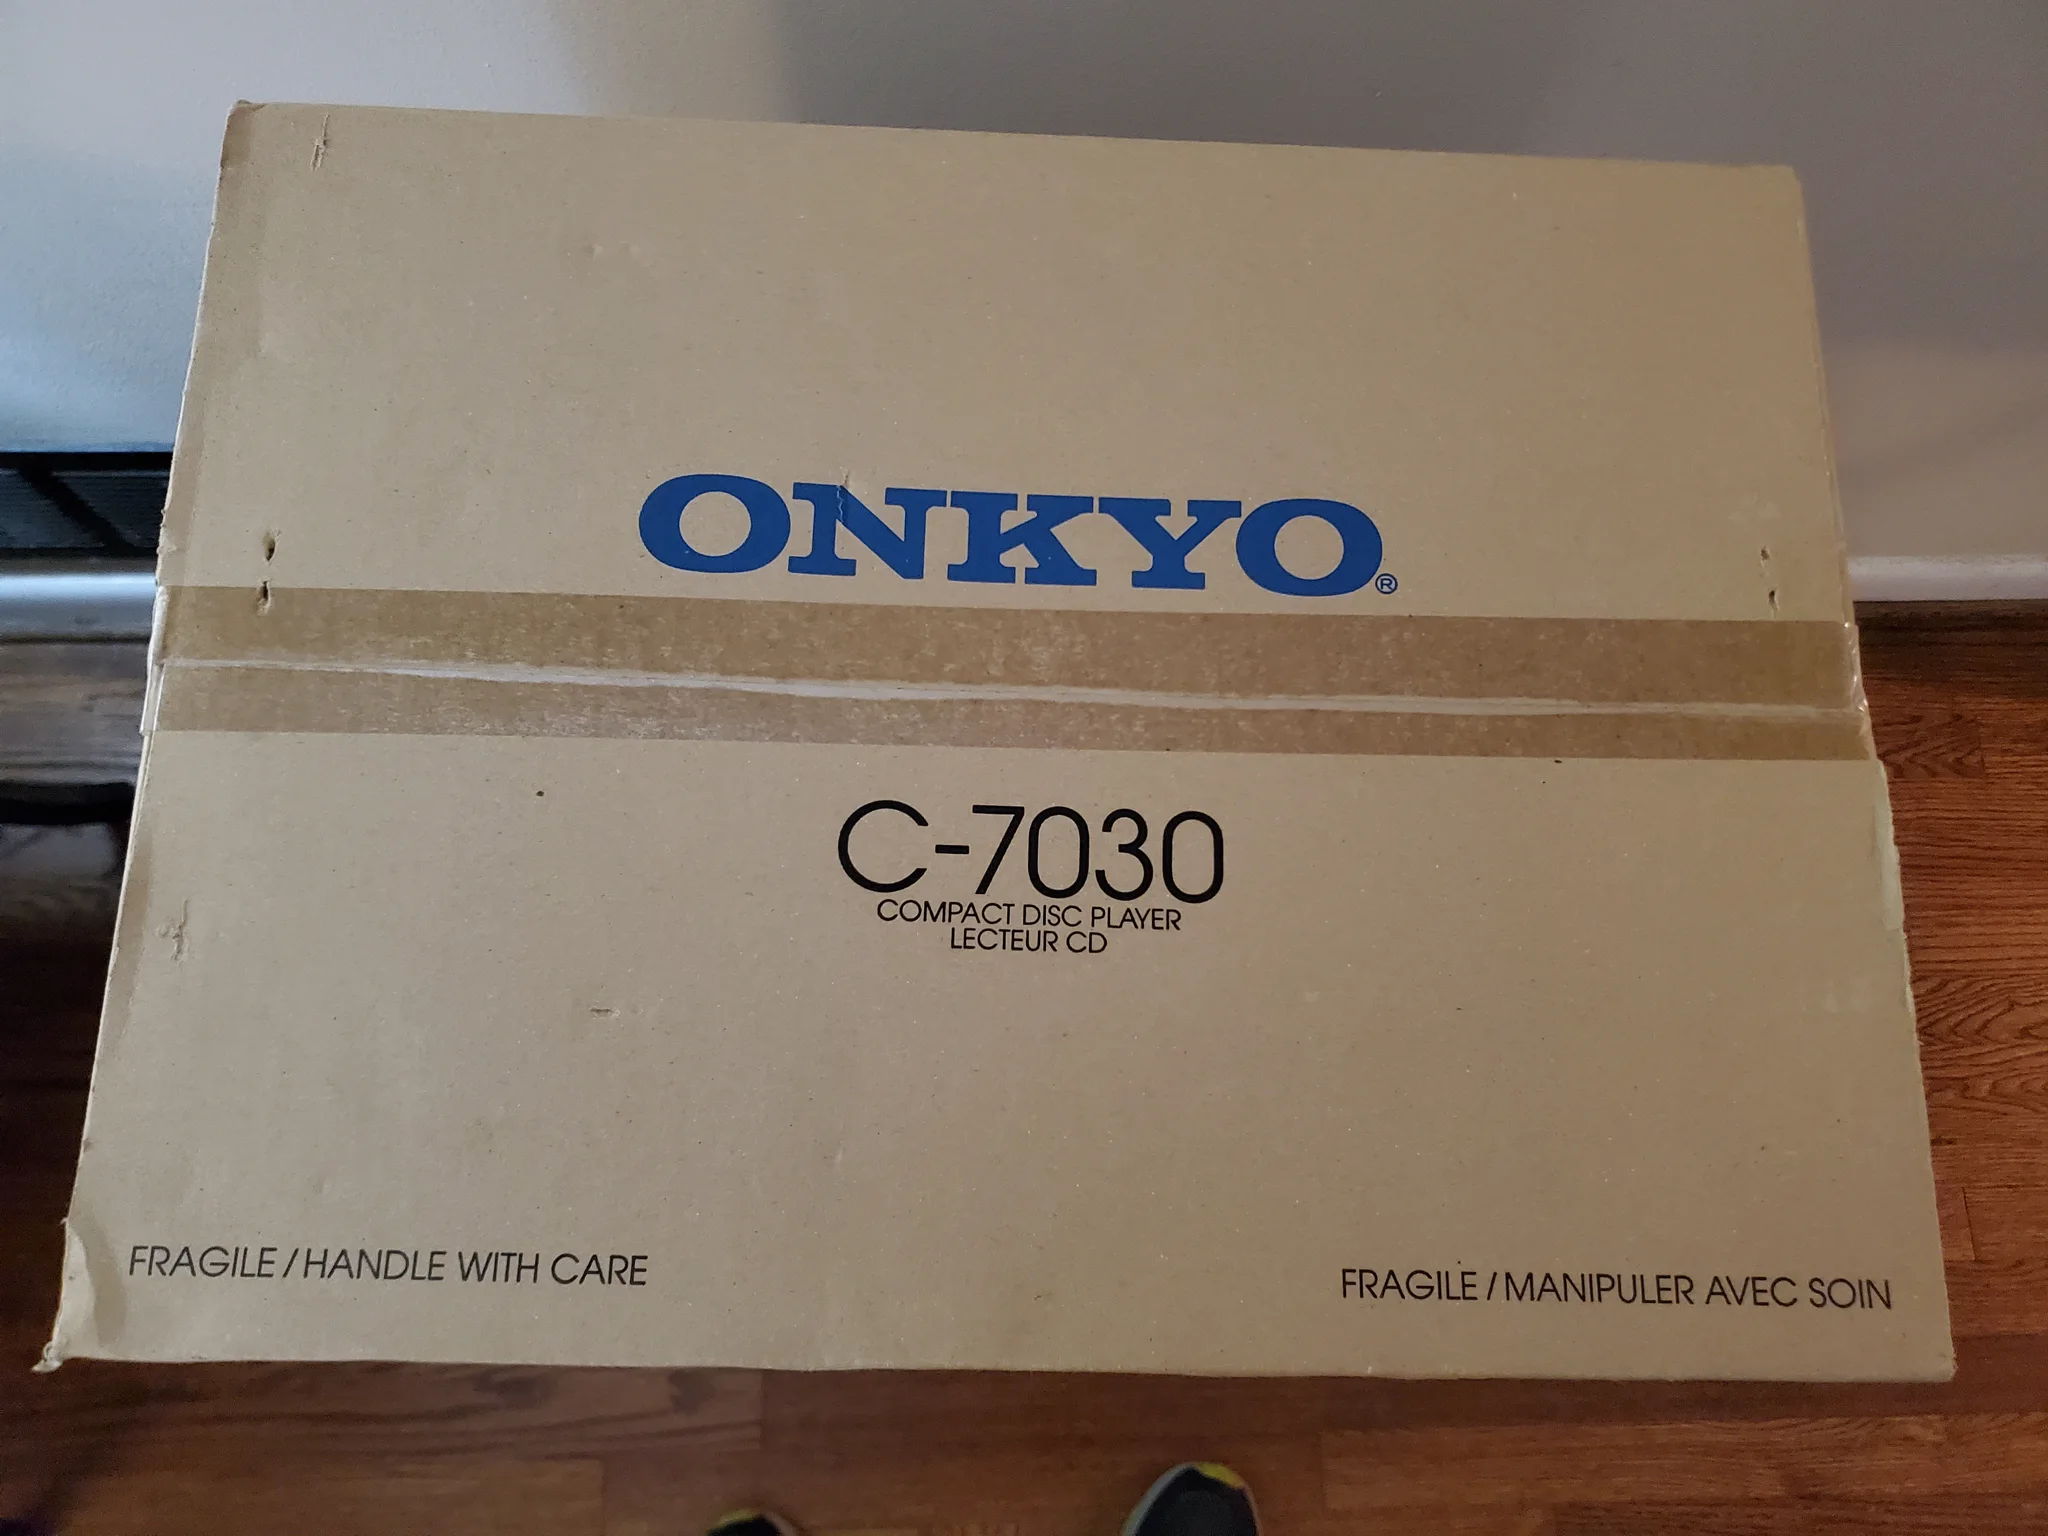 ONKYO®
C-7030
COMPACT DISC PLAYER
LECTEUR CD
FRAGILE / HANDLE WITH CARE
FRAGILE / MANIPULER AVEC SOIN